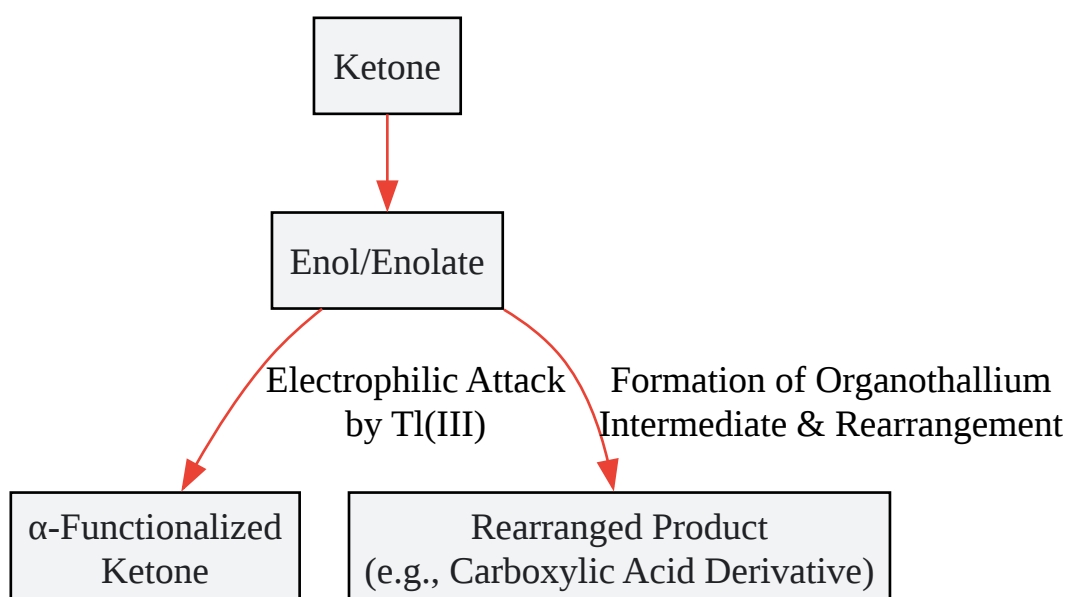 Ketone
Enol/Enolate
Electrophilic Attack
by Tl(III)
Formation of Organothallium
Intermediate & Rearrangement
α-Functionalized
Ketone
Rearranged Product
(e.g., Carboxylic Acid Derivative)